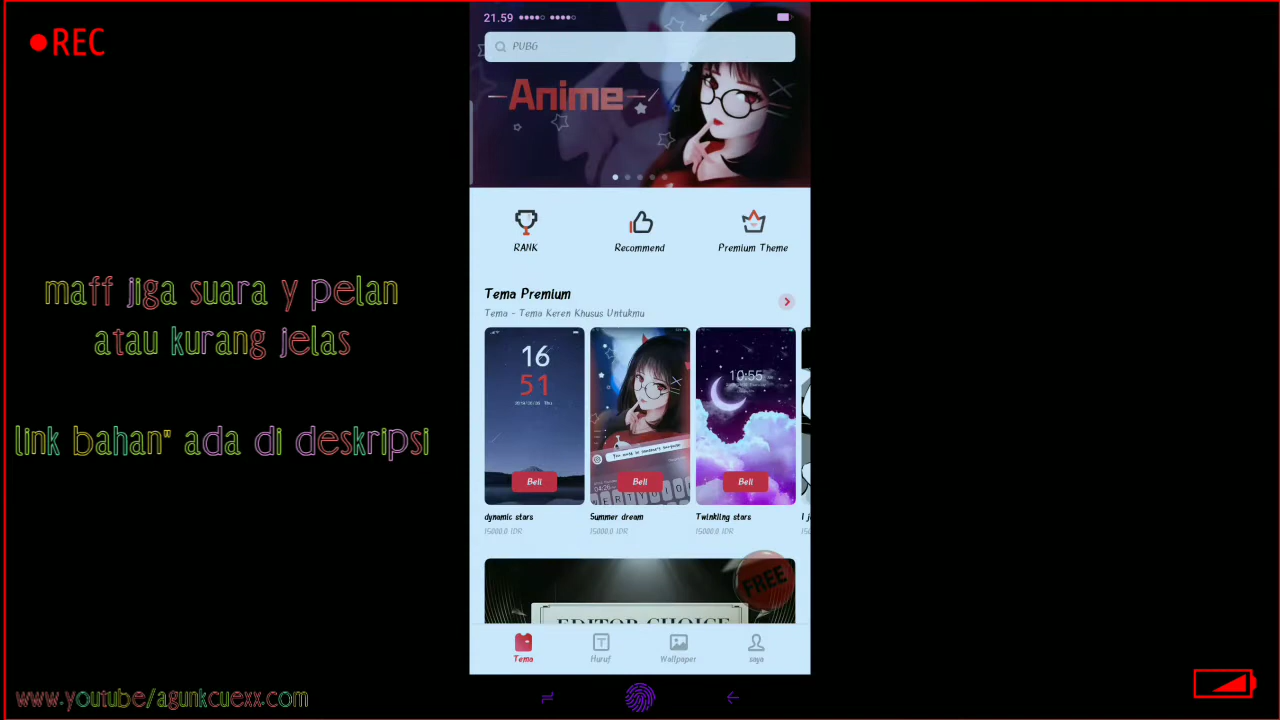 REC
21.59
PUBG
Anime
RANK
Recommend
Premium Theme
Tema Premium
Tema - Tema Keren Khusus Untukmu
16
51
10:55
Beli
Beli
Beli
dynamic stars
Summer dream
Twinkling stars
I j
15000.0 IDR
15000.0 IDR
15000.0 IDR
FREE
EDITOR CHOICE
Tema
Huruf
Wallpaper
saya
maff jiga suara y pelan
atau kurang jelas
link bahan" ada di deskripsi
www.youtube/agunkcuexx.com